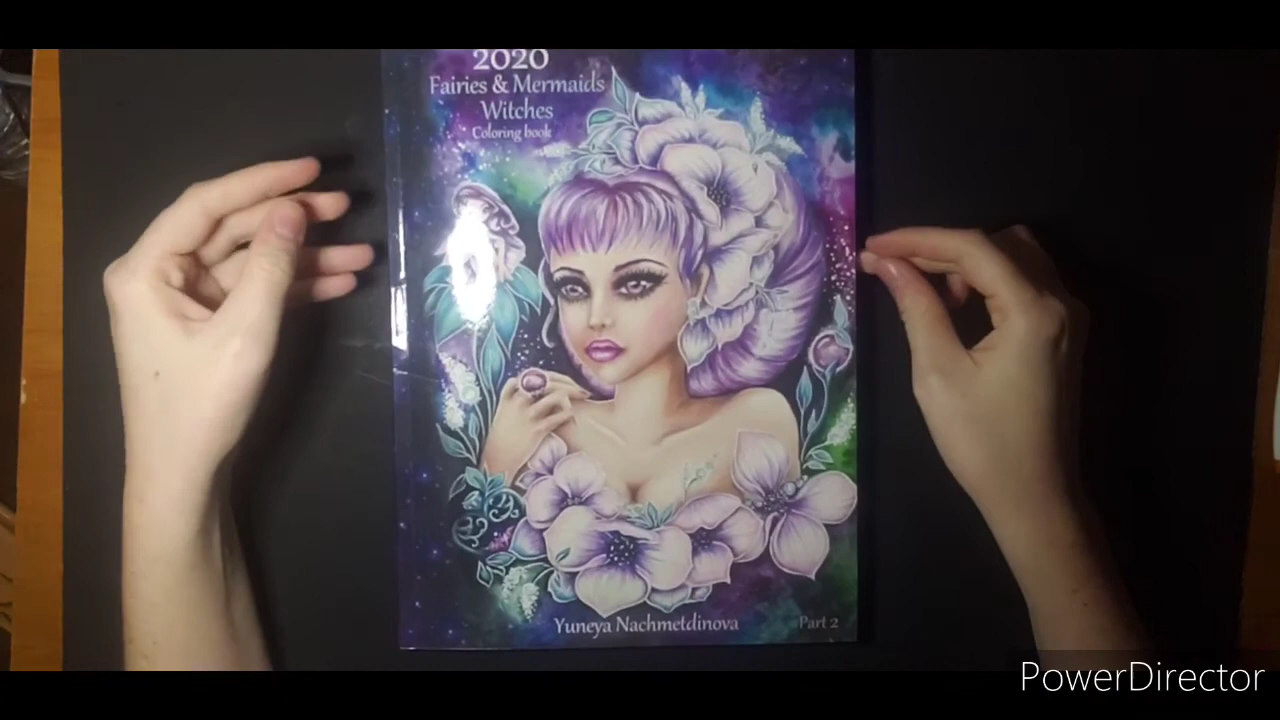 2020
Fairies & Mermaids
Witches
Coloring book
Yuneya Nachmetdinova
Part 2
PowerDirector